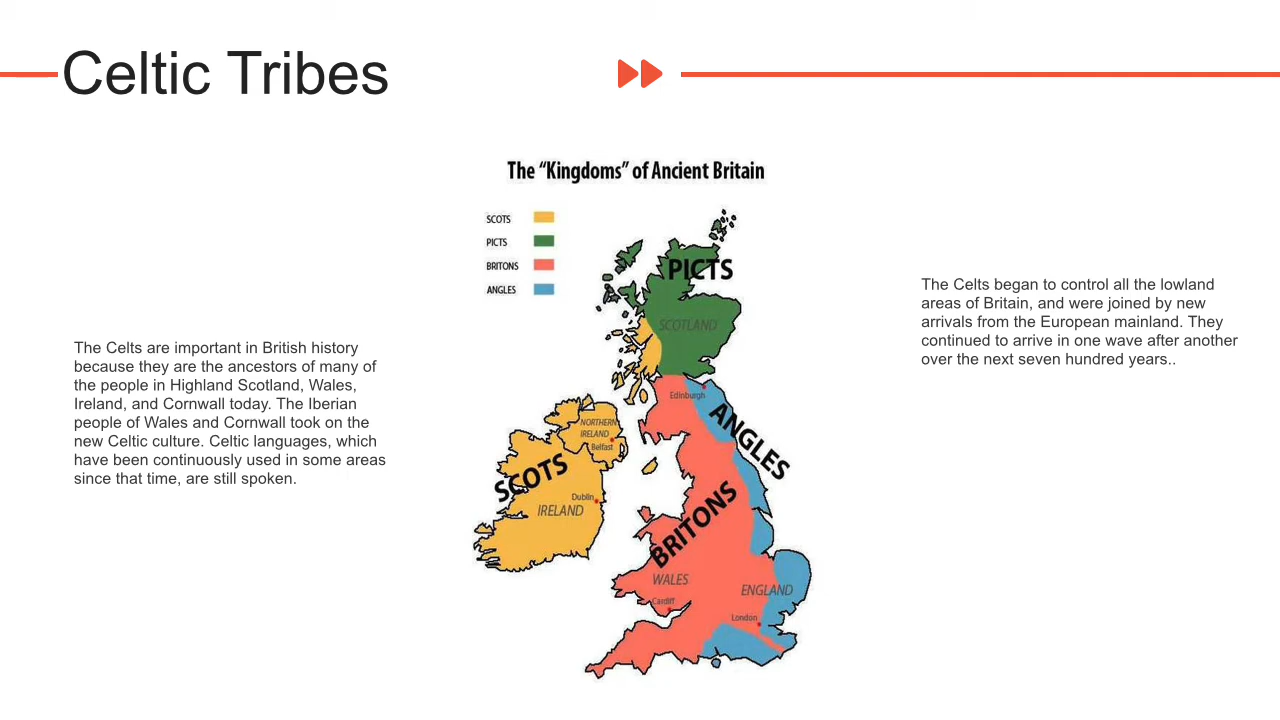 Celtic Tribes
The Celts are important in British history
because they are the ancestors of many of
the people in Highland Scotland, Wales,
Ireland, and Cornwall today. The Iberian
people of Wales and Cornwall took on the
new Celtic culture. Celtic languages, which
have been continuously used in some areas
since that time, are still spoken.
The “Kingdoms” of Ancient Britain
SCOTS
PICTS
BRITONS
ANGLES
PICTS
SCOTLAND
Edinburgh
ANGLES
NORTHERN
IRELAND
Belfast
SCOTS
Dublin
IRELAND
BRITONS
WALES
Cardiff
ENGLAND
London
The Celts began to control all the lowland
areas of Britain, and were joined by new
arrivals from the European mainland. They
continued to arrive in one wave after another
over the next seven hundred years..